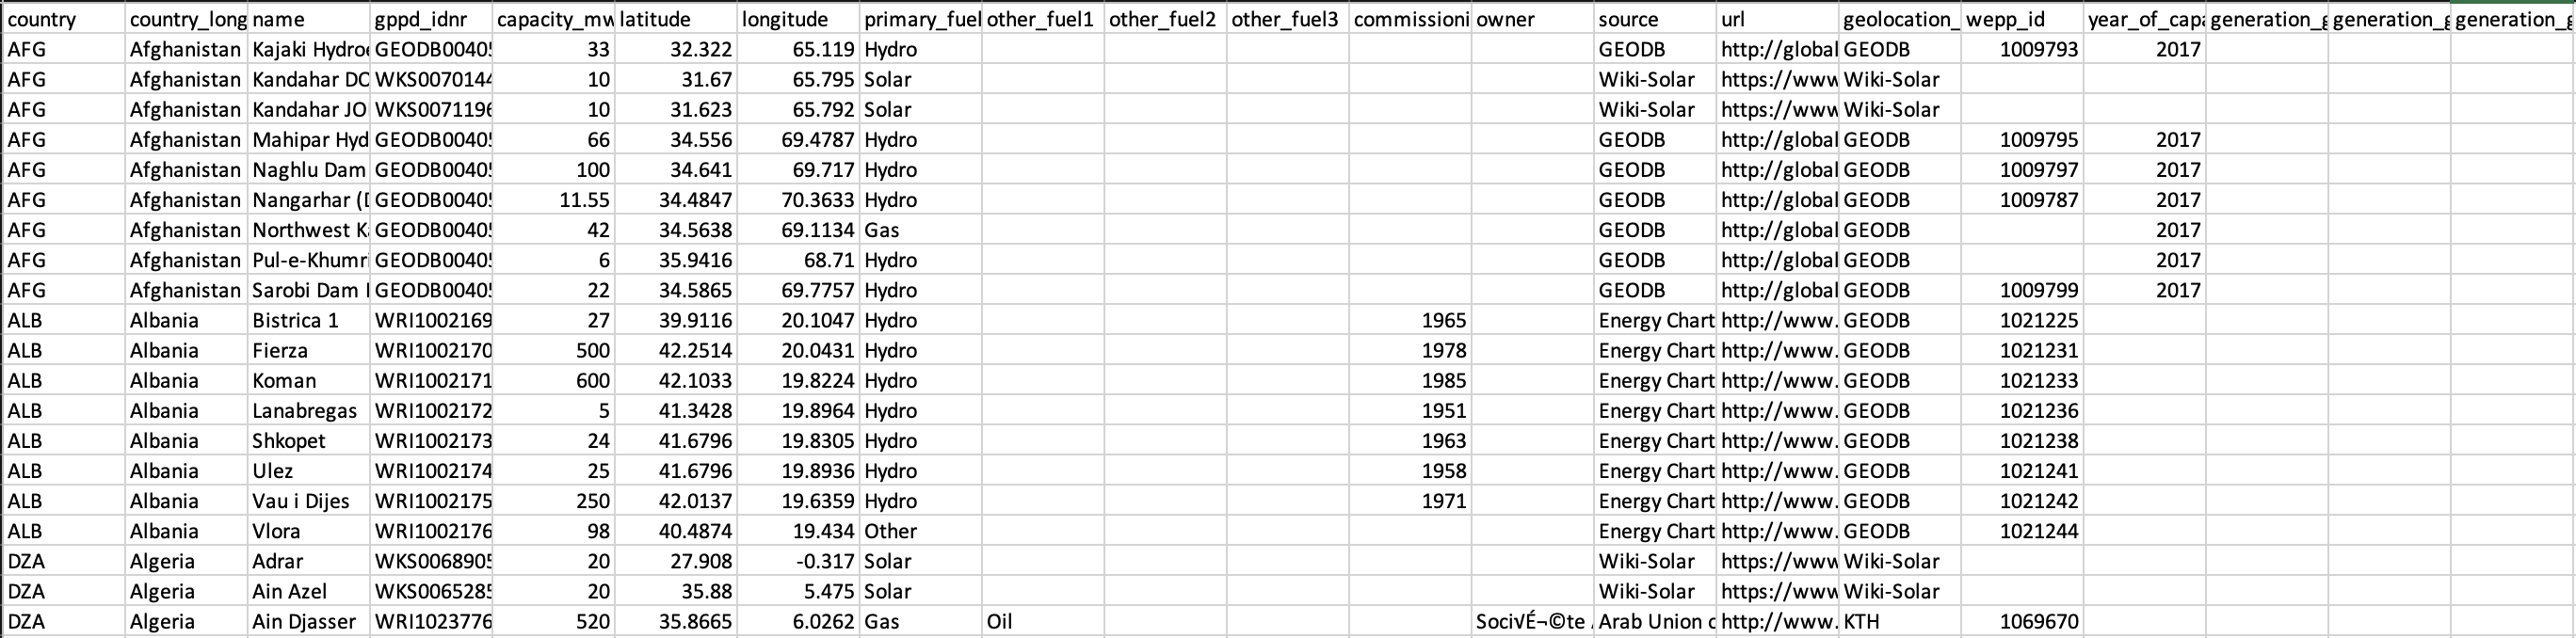 country country_long name gppd_idnr capacity_mw latitude longitude primary_fuel other_fuel1 other_fuel2 other_fuel3 commissioni owner source url geolocation_ wepp_id year_of_capa generation_g generation_g generation_g
AFG Afghanistan Kajaki Hydroe GEODB0040 33 32.322 65.119 Hydro GEODB http://global GEODB 1009793 2017
AFG Afghanistan Kandahar DO WKS0070144 10 31.67 65.795 Solar Wiki-Solar https://www Wiki-Solar
AFG Afghanistan Kandahar JO WKS0071196 10 31.623 65.792 Solar Wiki-Solar https://www Wiki-Solar
AFG Afghanistan Mahipar Hyd GEODB0040 66 34.556 69.4787 Hydro GEODB http://global GEODB 1009795 2017
AFG Afghanistan Naghlu Dam GEODB0040 100 34.641 69.717 Hydro GEODB http://global GEODB 1009797 2017
AFG Afghanistan Nangarhar (D GEODB0040 11.55 34.4847 70.3633 Hydro GEODB http://global GEODB 1009787 2017
AFG Afghanistan Northwest Ka GEODB0040 42 34.5638 69.1134 Gas GEODB http://global GEODB 2017
AFG Afghanistan Pul-e-Khumr GEODB0040 6 35.9416 68.71 Hydro GEODB http://global GEODB 2017
AFG Afghanistan Sarobi Dam GEODB0040 22 34.5865 69.7757 Hydro GEODB http://global GEODB 1009799 2017
ALB Albania Bistrica 1 WRI1002169 27 39.9116 20.1047 Hydro 1965 Energy Chart http://www. GEODB 1021225
ALB Albania Fierza WRI1002170 500 42.2514 20.0431 Hydro 1978 Energy Chart http://www. GEODB 1021231
ALB Albania Koman WRI1002171 600 42.1033 19.8224 Hydro 1985 Energy Chart http://www. GEODB 1021233
ALB Albania Lanabregas WRI1002172 5 41.3428 19.8964 Hydro 1951 Energy Chart http://www. GEODB 1021236
ALB Albania Shkopet WRI1002173 24 41.6796 19.8305 Hydro 1963 Energy Chart http://www. GEODB 1021238
ALB Albania Ulez WRI1002174 25 41.6796 19.8936 Hydro 1958 Energy Chart http://www. GEODB 1021241
ALB Albania Vau i Dijes WRI1002175 250 42.0137 19.6359 Hydro 1971 Energy Chart http://www. GEODB 1021242
ALB Albania Vlora WRI1002176 98 40.4874 19.434 Other Energy Chart http://www. GEODB 1021244
DZA Algeria Adrar WKS0068905 20 27.908 -0.317 Solar Wiki-Solar https://www Wiki-Solar
DZA Algeria Ain Azel WKS0065285 20 35.88 5.475 Solar Wiki-Solar https://www Wiki-Solar
DZA Algeria Ain Djasser WRI1023776 520 35.8665 6.0262 Gas Oil Soci√É¬©te Arab Union c http://www. KTH 1069670